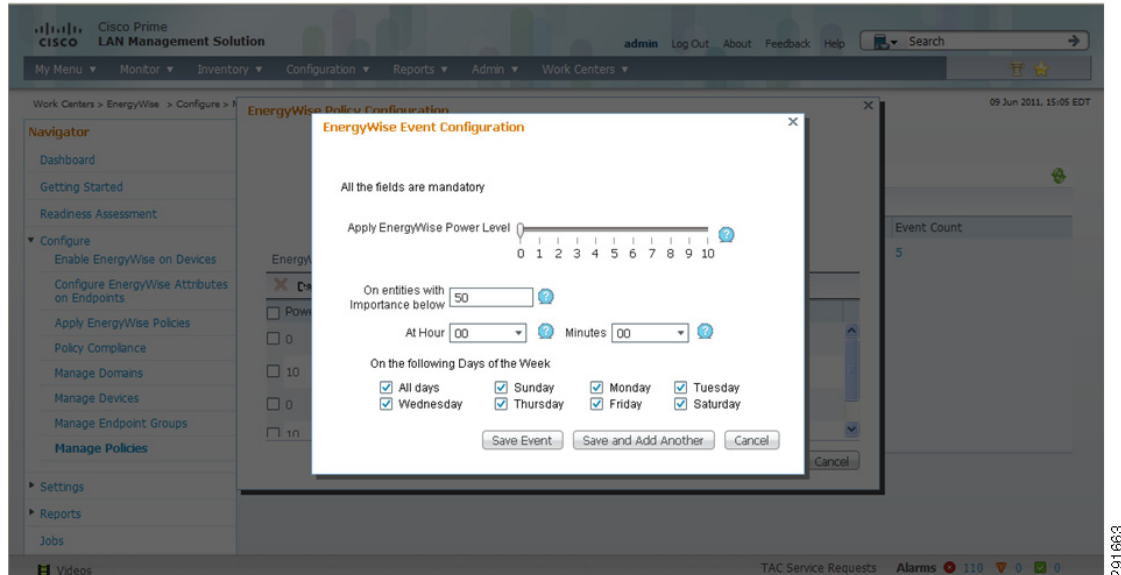 Cisco Prime
CISCO LAN Management Solution
admin Log Out About Feedback Help Search
My Menu Monitor Inventory Configuration Reports Admin Work Centers
Work Centers > EnergyWise > Configure >
09 Jun 2011, 15:05 EDT
EnergyWise Policy Configuration
EnergyWise Event Configuration
Navigator
Dashboard
Getting Started
Readiness Assessment
Configure
Enable EnergyWise on Devices
Configure EnergyWise Attributes
on Endpoints
Apply EnergyWise Policies
Policy Compliance
Manage Domains
Manage Devices
Manage Endpoint Groups
Manage Policies
Settings
Reports
Jobs
Videos
All the fields are mandatory
Apply EnergyWise Power Level
0 1 2 3 4 5 6 7 8 9 10
On entities with
Importance below 50
At Hour 00 Minutes 00
On the following Days of the Week
All days Sunday Monday Tuesday
Wednesday Thursday Friday Saturday
Save Event Save and Add Another Cancel
0
10
0
10
Cancel
Event Count
5
TAC Service Requests Alarms 110 0 0
291663